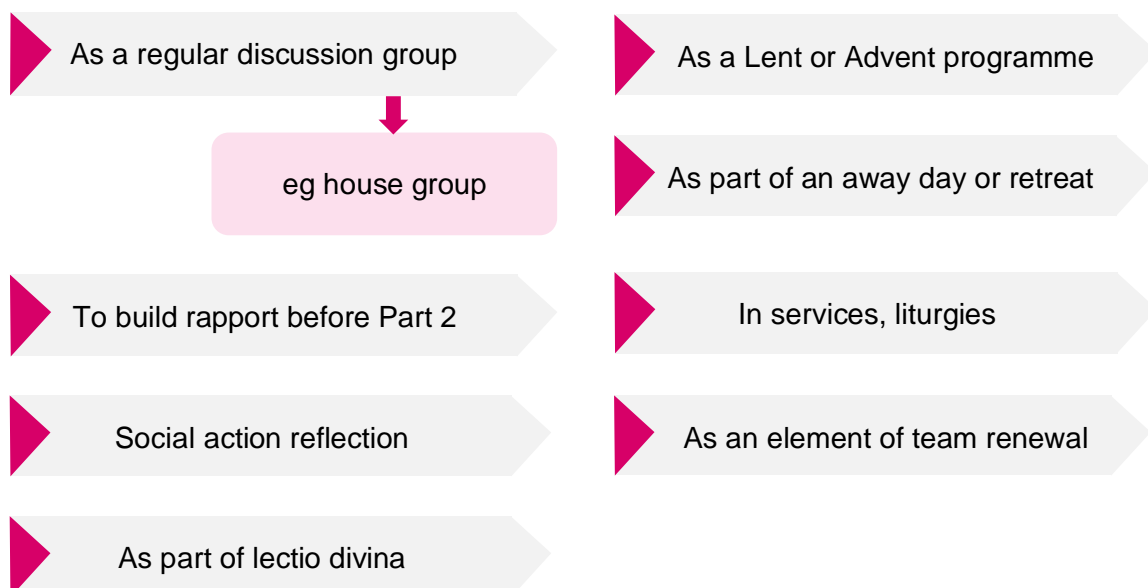 As a regular discussion group
eg house group
To build rapport before Part 2
Social action reflection
As part of lectio divina
As a Lent or Advent programme
As part of an away day or retreat
In services, liturgies
As an element of team renewal